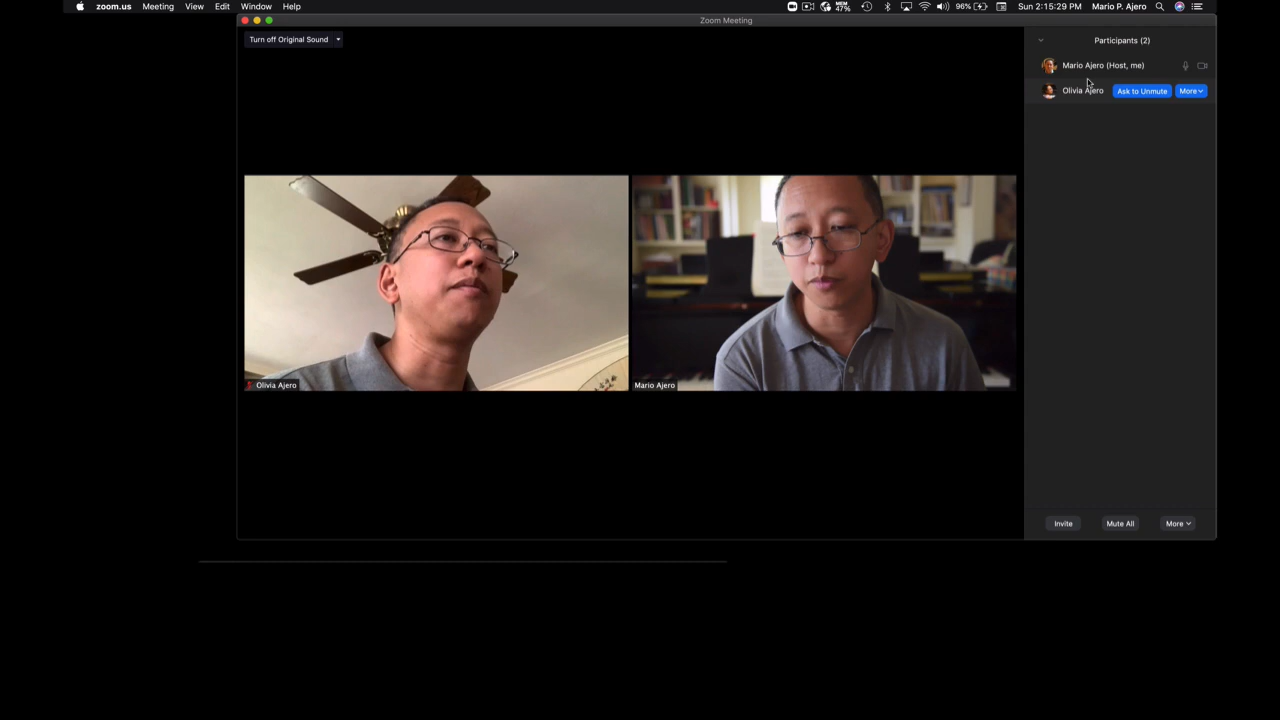 zoom.us Meeting View Edit Window Help MEM 47% 96% Sun 2:15:29 PM Mario P. Ajero
Zoom Meeting
Turn off Original Sound
Participants (2)
Mario Ajero (Host, me)
Olivia Ajero Ask to Unmute More
Olivia Ajero Mario Ajero
Invite Mute All More